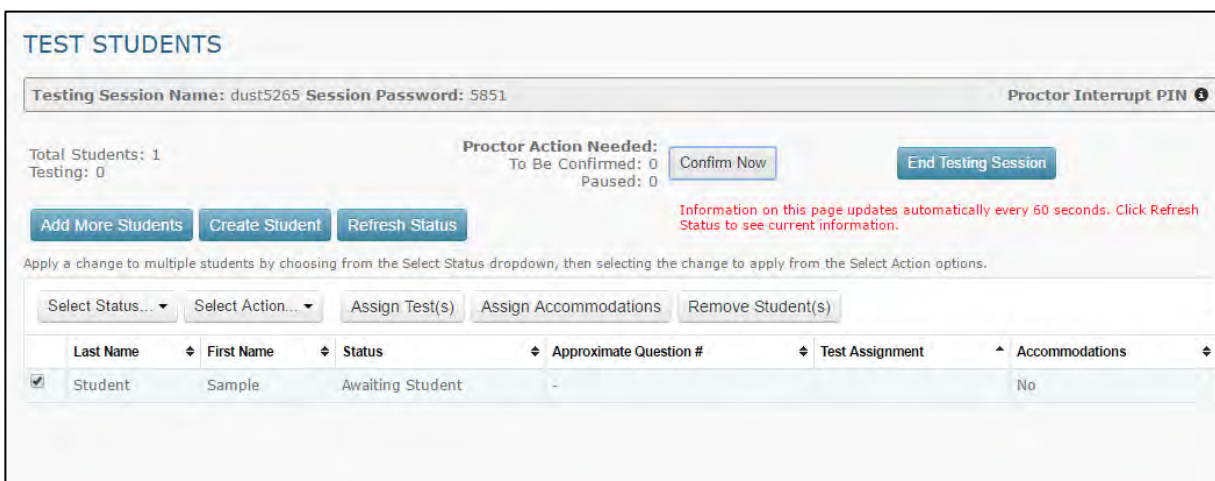 TEST STUDENTS
Testing Session Name: dust5265 Session Password: 5851 Proctor Interrupt PIN
Total Students: 1
Testing: 0
Proctor Action Needed:
To Be Confirmed: 0
Paused: 0
Confirm Now
End Testing Session
Add More Students Create Student Refresh Status
Information on this page updates automatically every 60 seconds. Click Refresh
Status to see current information.
Apply a change to multiple students by choosing from the Select Status dropdown, then selecting the change to apply from the Select Action options.
Select Status... Select Action... Assign Test(s) Assign Accommodations Remove Student(s)
Last Name First Name Status Approximate Question # Test Assignment Accommodations
Student Sample Awaiting Student - No